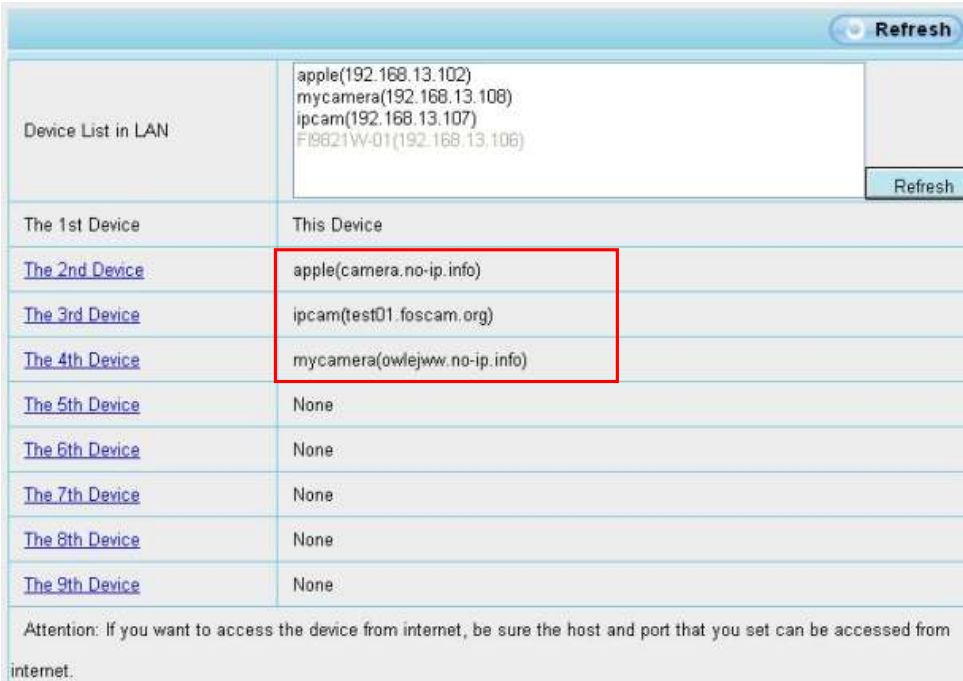 Refresh
Device List in LAN
apple(192.168.13.102)
mycamera(192.168.13.108)
ipcam(192.168.13.107)
FI9821W-01(192.168.13.106)
Refresh
The 1st Device This Device
The 2nd Device apple(camera.no-ip.info)
The 3rd Device ipcam(test01.foscam.org)
The 4th Device mycamera(owlejww.no-ip.info)
The 5th Device None
The 6th Device None
The 7th Device None
The 8th Device None
The 9th Device None
Attention: If you want to access the device from internet, be sure the host and port that you set can be accessed from
internet.